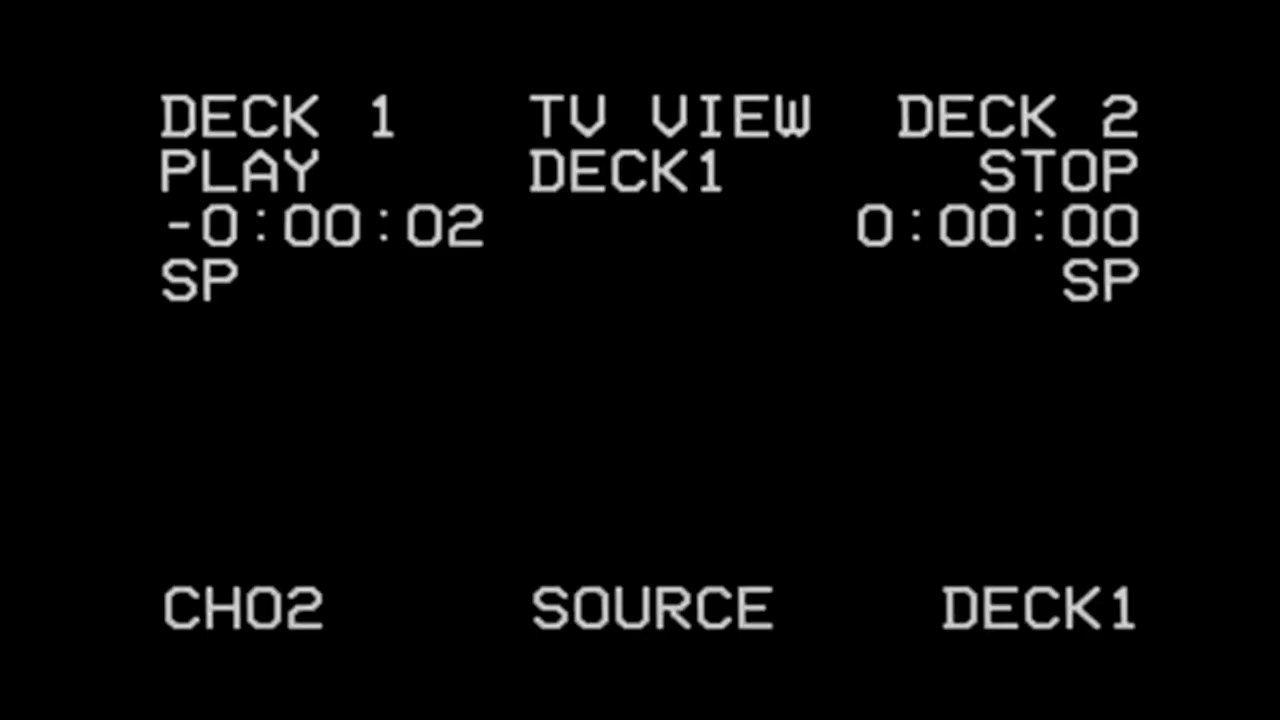 DECK 1 TV VIEW DECK 2
PLAY DECK1 STOP
-0:00:02 0:00:00
SP SP
CH02 SOURCE DECK1